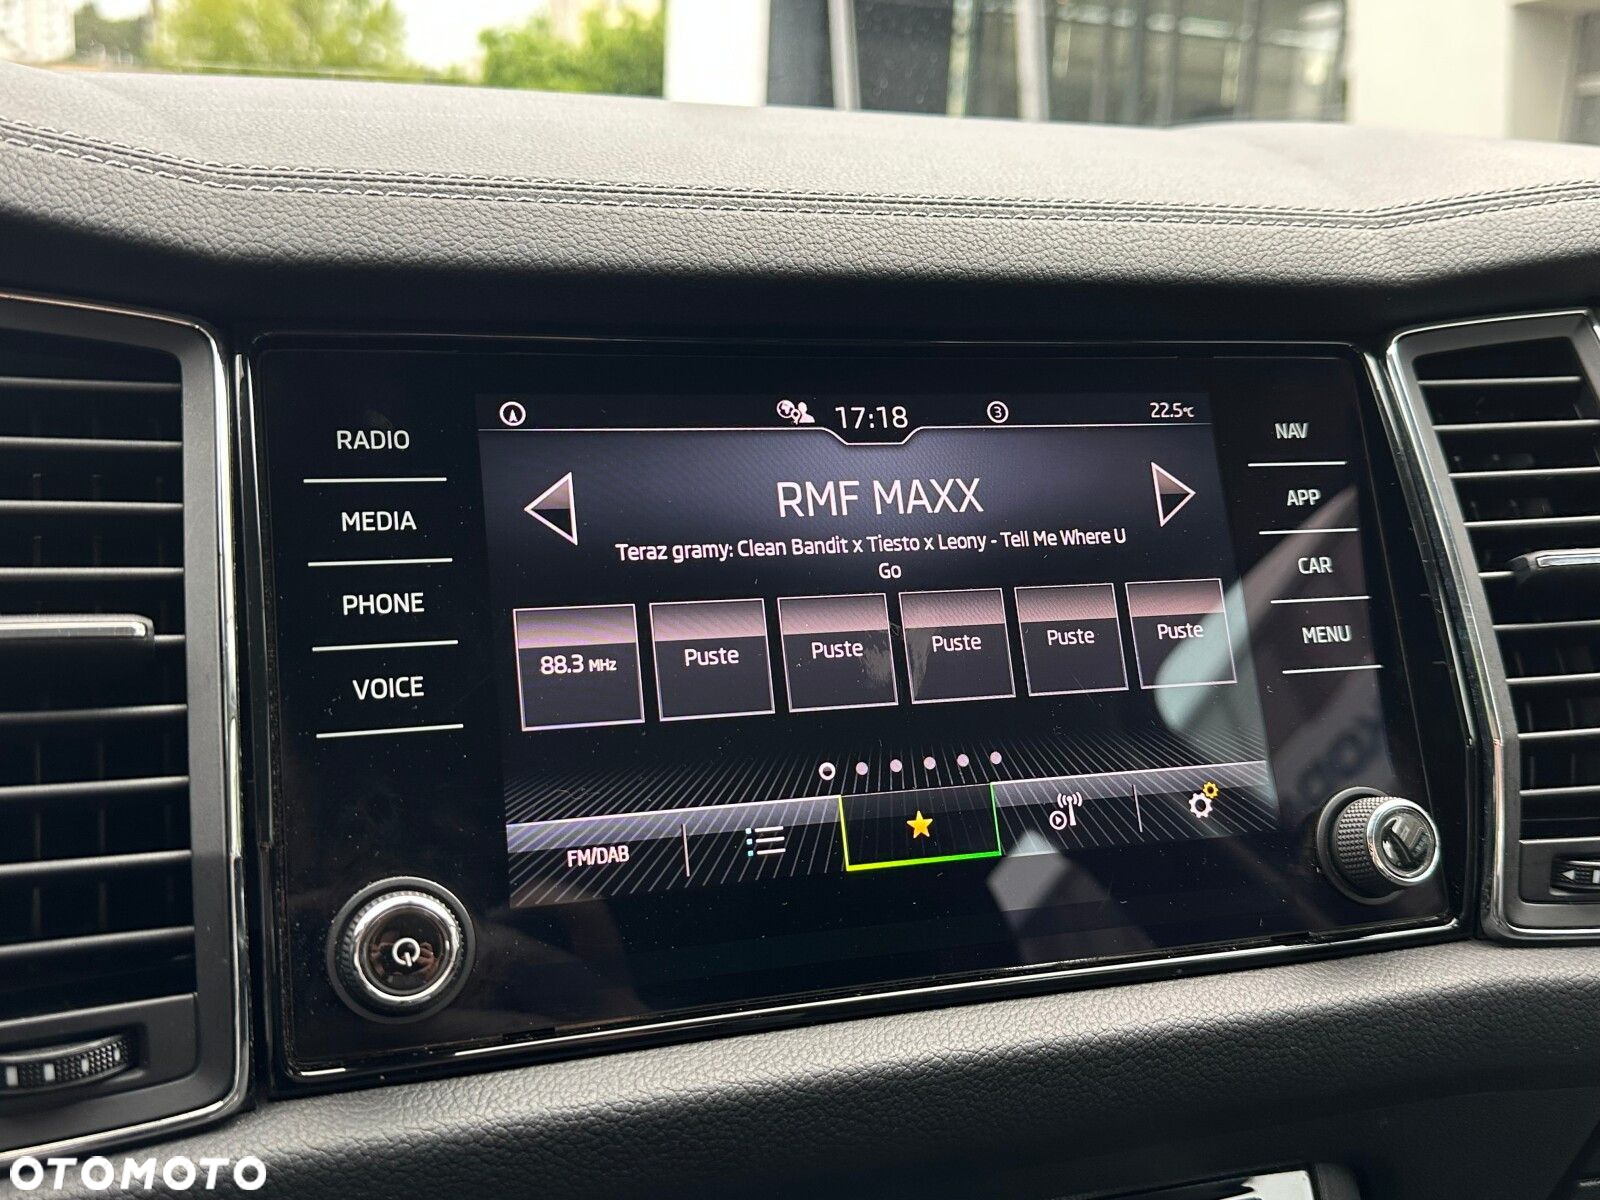 17:18
3
22.5°C
RADIO
MEDIA
PHONE
VOICE
NAV
APP
CAR
MENU
RMF MAXX
Teraz gramy: Clean Bandit x Tiesto x Leony - Tell Me Where U
Go
88.3 MHz
Puste
Puste
Puste
Puste
Puste
FM/DAB
OTOMOTO